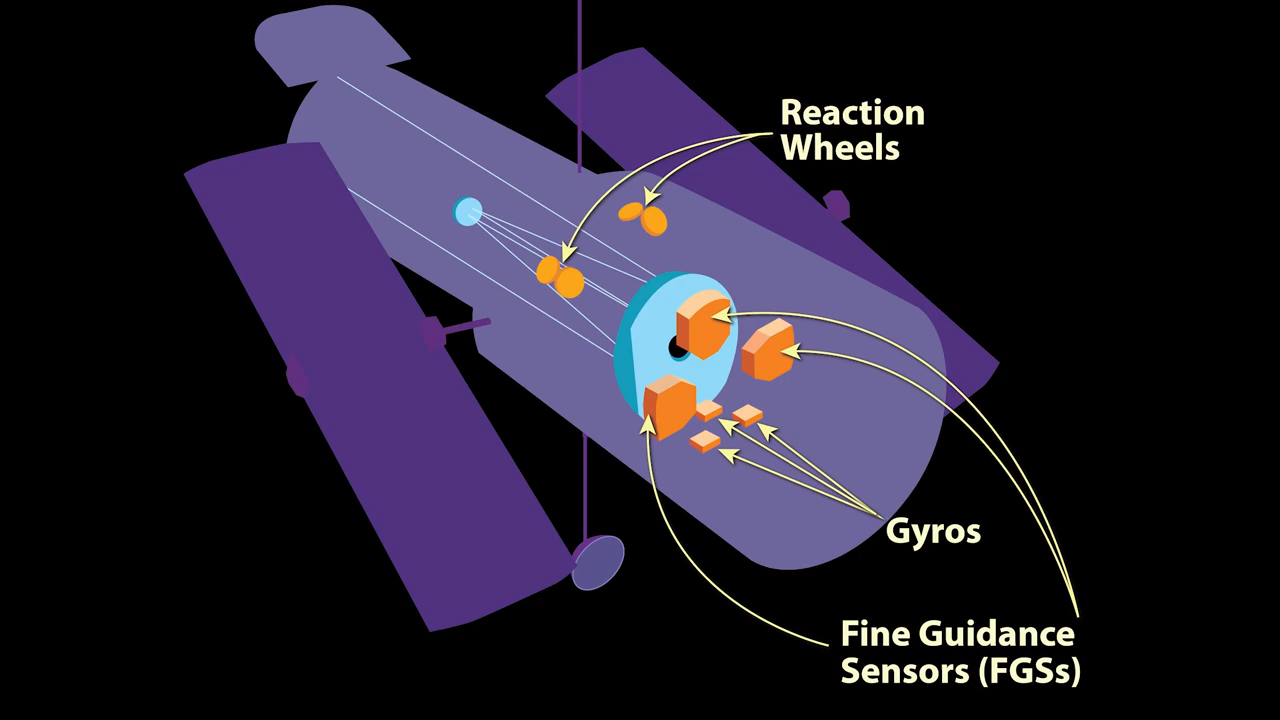 Reaction
Wheels
Gyros
Fine Guidance
Sensors (FGSs)